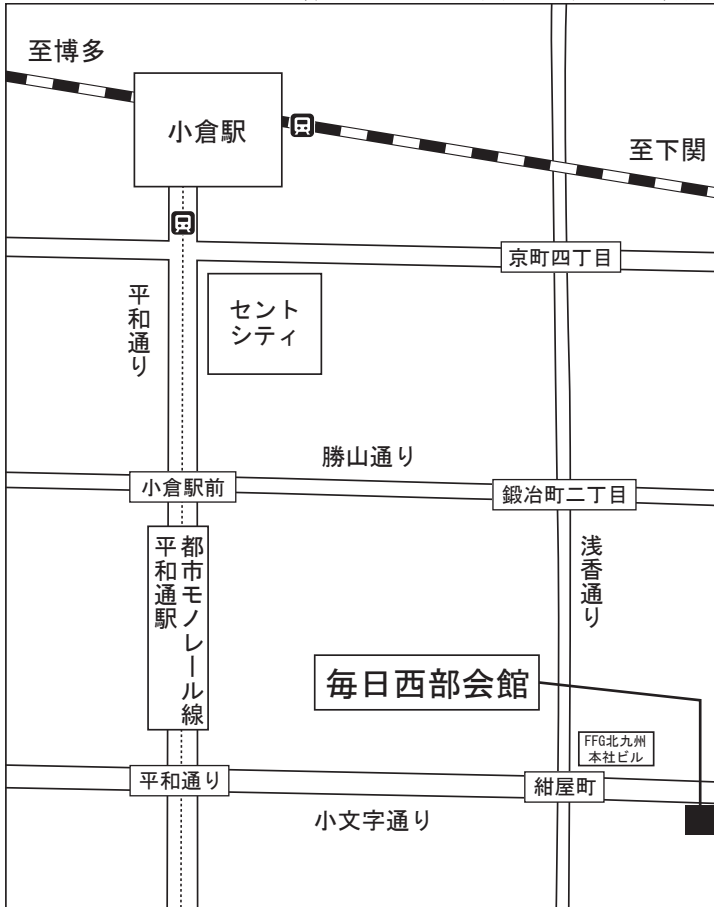 至博多
小倉駅
至下関
京町四丁目
平和通り
セント
シティ
勝山通り
小倉駅前
鍛冶町二丁目
都市モノレール線
平和通駅
浅香通り
毎日西部会館
FFG北九州
本社ビル
平和通り
紺屋町
小文字通り